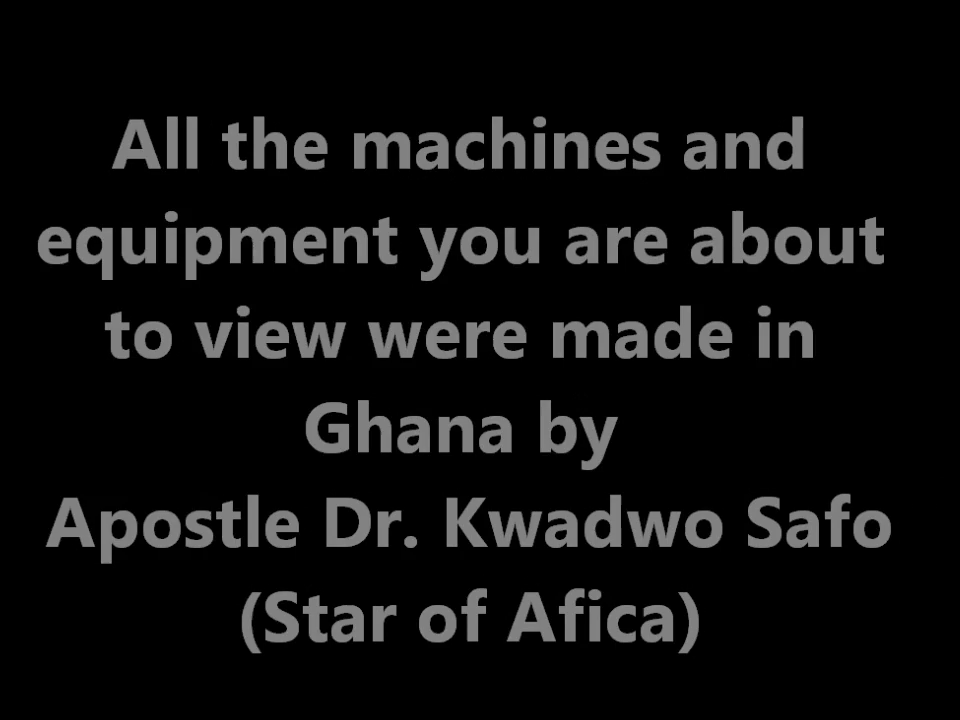 All the machines and
equipment you are about
to view were made in
Ghana by
Apostle Dr. Kwadwo Safo
(Star of Afica)